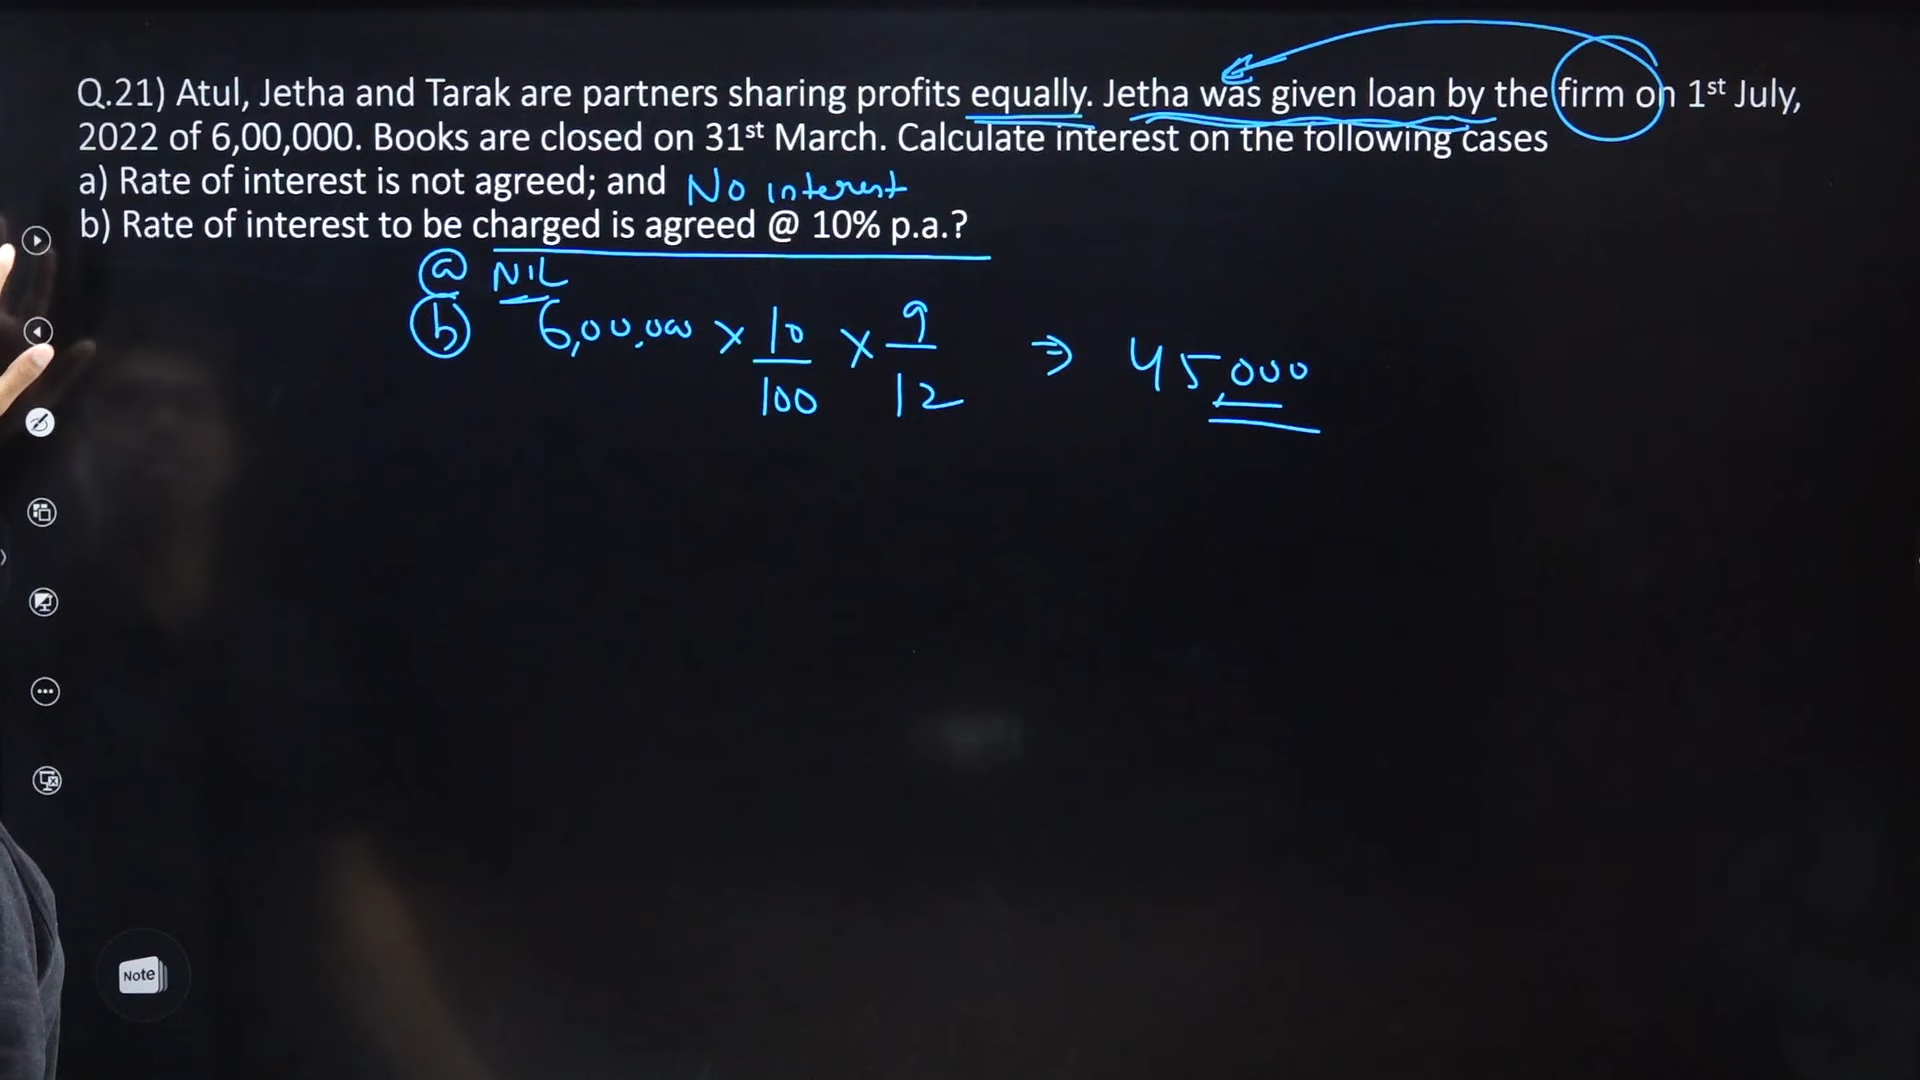 Q.21) Atul, Jetha and Tarak are partners sharing profits equally. Jetha was given loan by the firm on 1st July,
2022 of 6,00,000. Books are closed on 31st March. Calculate interest on the following cases
a) Rate of interest is not agreed; and No interest
b) Rate of interest to be charged is agreed @ 10% p.a.?
(a) NIL
(b) 6,00,000 × 10/100 × 9/12 ⇒ 45000
Note